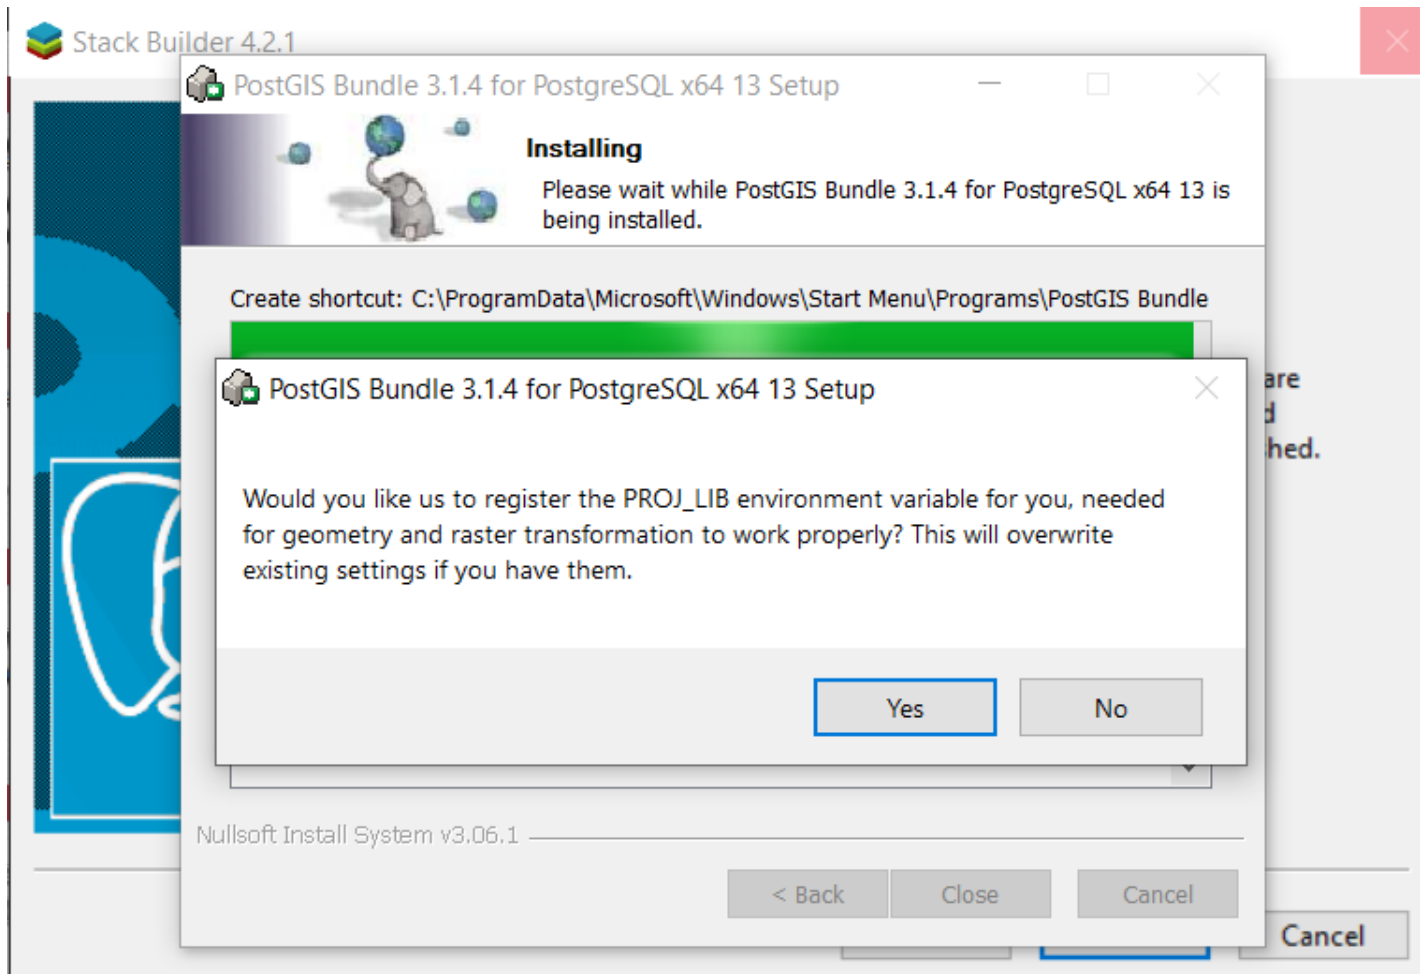 Stack Builder 4.2.1
PostGIS Bundle 3.1.4 for PostgreSQL x64 13 Setup
Installing
Please wait while PostGIS Bundle 3.1.4 for PostgreSQL x64 13 is
being installed.
Create shortcut: C:\ProgramData\Microsoft\Windows\Start Menu\Programs\PostGIS Bundle
PostGIS Bundle 3.1.4 for PostgreSQL x64 13 Setup
are
hed.
Would you like us to register the PROJ_LIB environment variable for you, needed
for geometry and raster transformation to work properly? This will overwrite
existing settings if you have them.
Yes No
Nullsoft Install System v3.06.1
< Back Close Cancel
Cancel